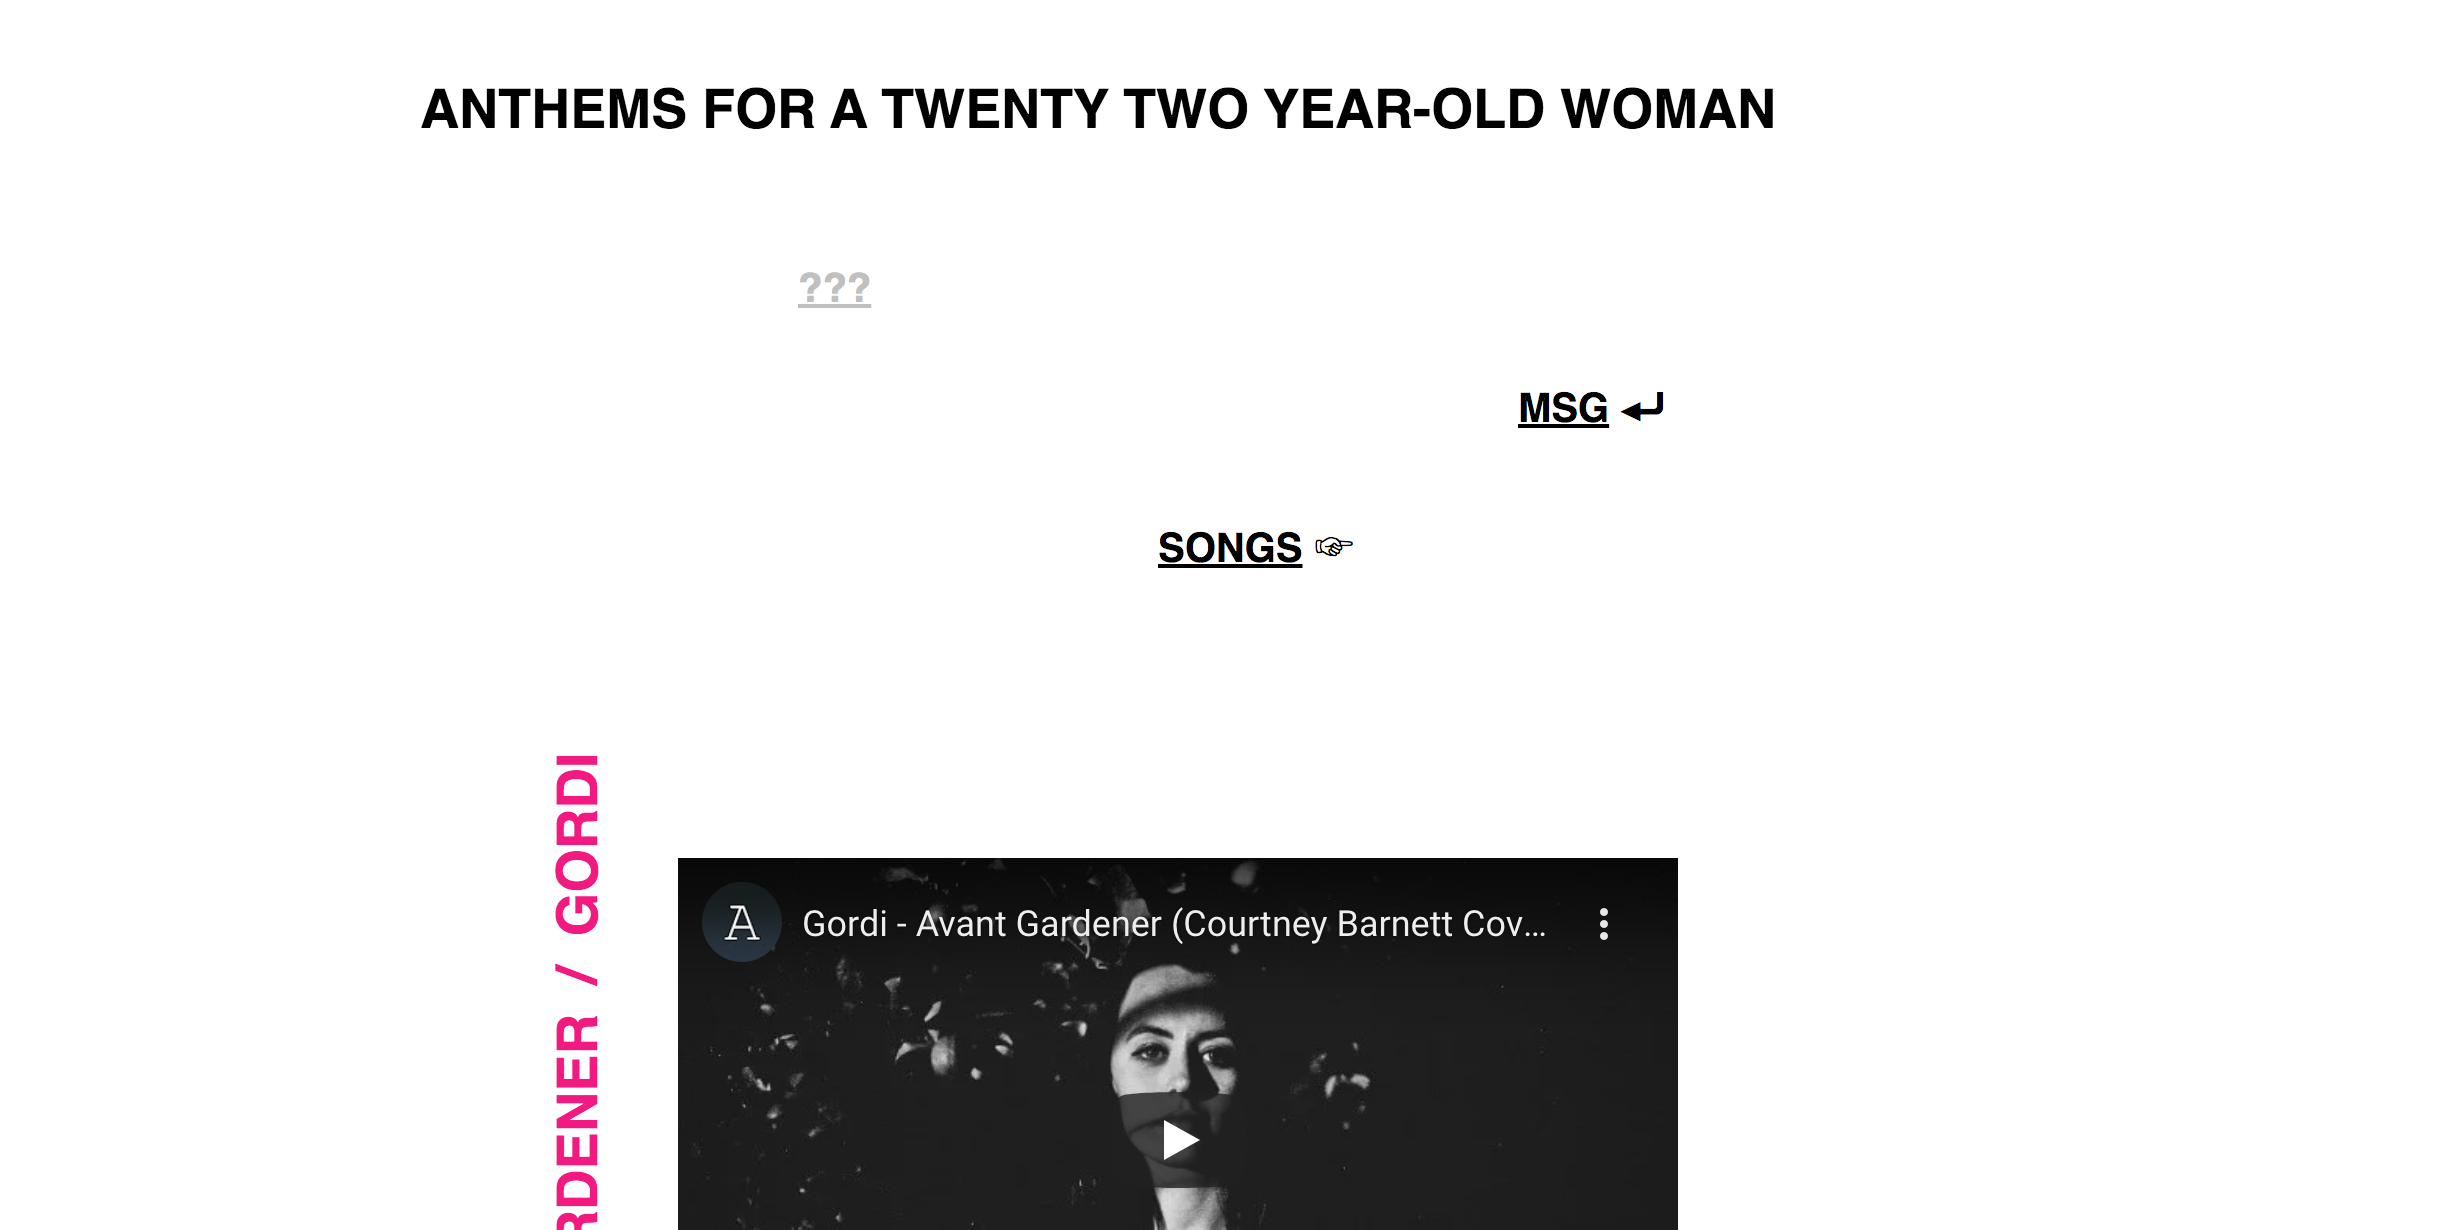 ANTHEMS FOR A TWENTY TWO YEAR-OLD WOMAN
???
MSG
SONGS ☞
RDENER / GORDI
A
Gordi - Avant Gardener (Courtney Barnett Cov...